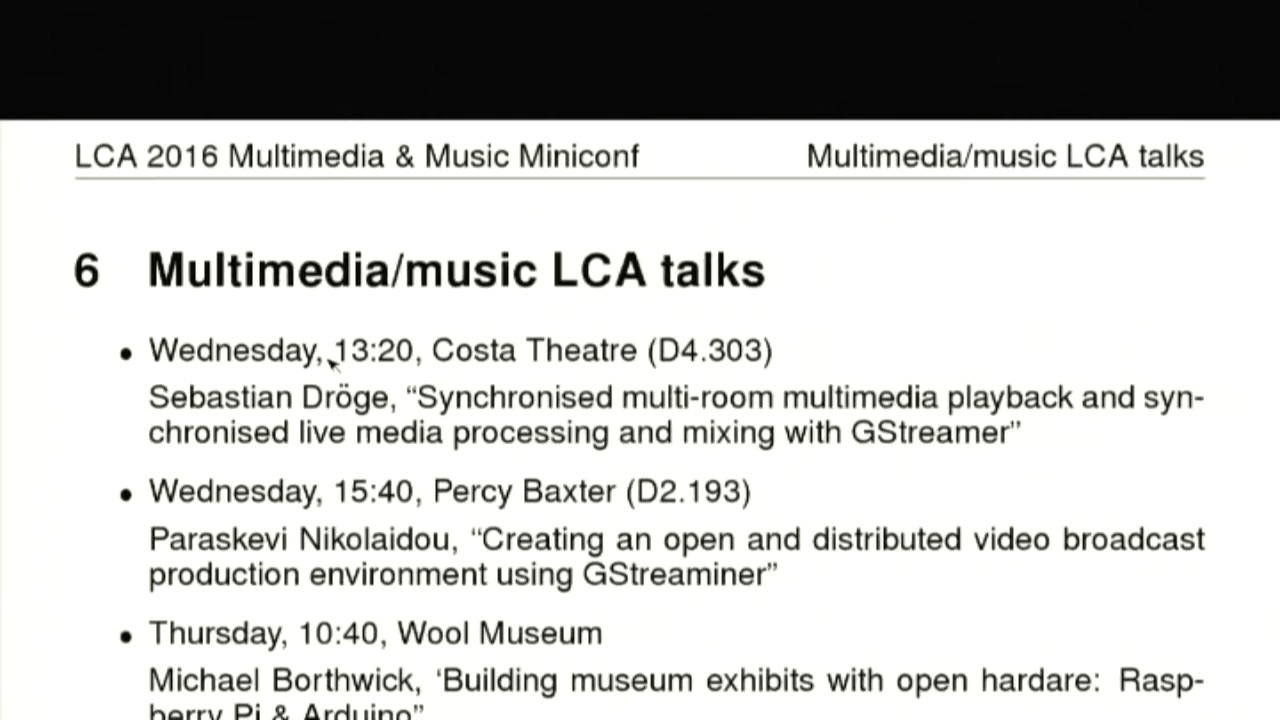 LCA 2016 Multimedia & Music Miniconf Multimedia/music LCA talks
6 Multimedia/music LCA talks
• Wednesday, 13:20, Costa Theatre (D4.303)
Sebastian Dröge, “Synchronised multi-room multimedia playback and syn-
chronised live media processing and mixing with GStreamer”
• Wednesday, 15:40, Percy Baxter (D2.193)
Paraskevi Nikolaidou, “Creating an open and distributed video broadcast
production environment using GStreaminer”
• Thursday, 10:40, Wool Museum
Michael Borthwick, ‘Building museum exhibits with open hardare: Rasp-
berry Pi & Arduino”